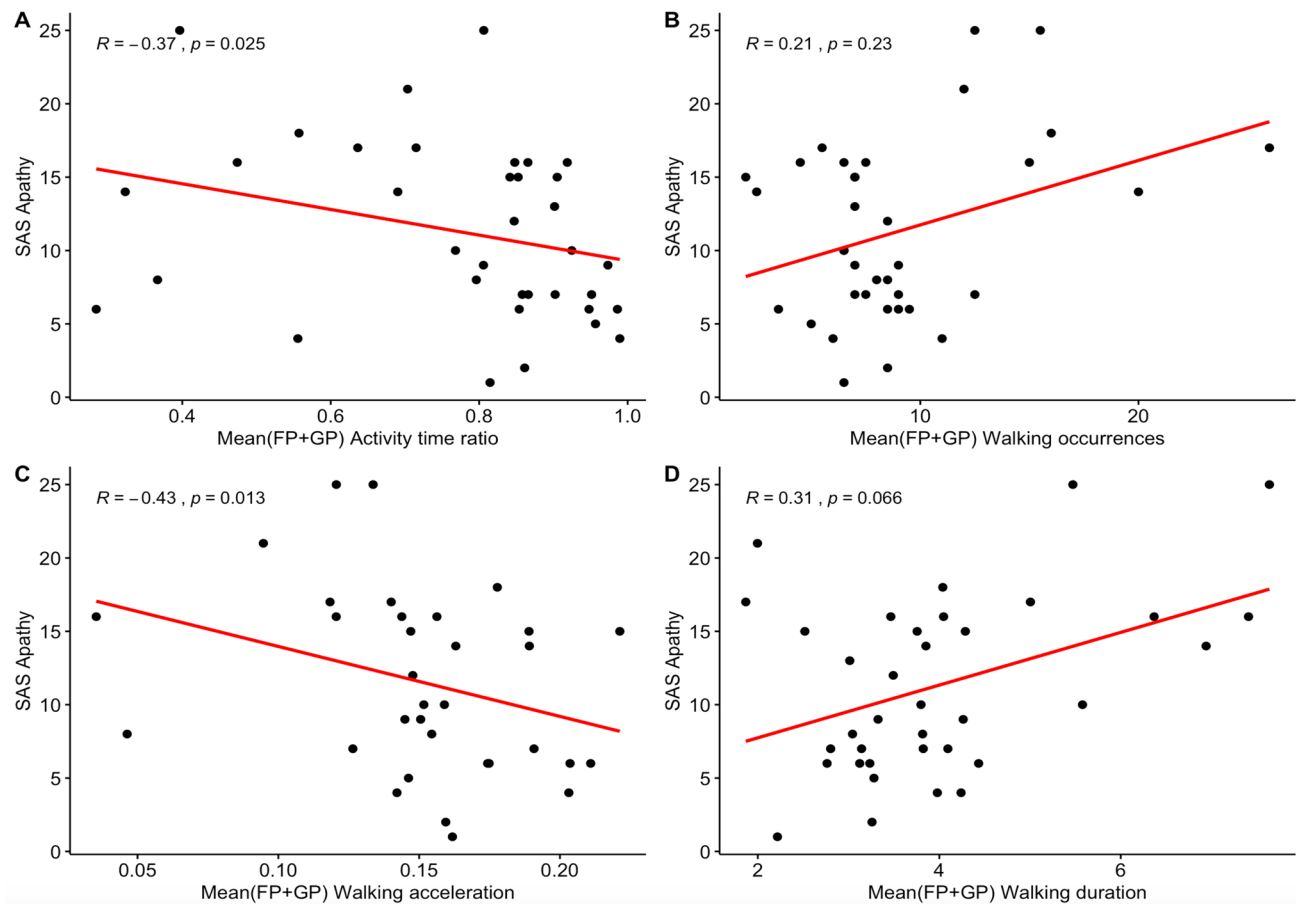 A
R = −0.37 , p = 0.025
25
20
15
10
5
0
SAS Apathy
0.4 0.6 0.8 1.0
Mean(FP+GP) Activity time ratio
B
R = 0.21 , p = 0.23
25
20
15
10
5
0
SAS Apathy
10 20
Mean(FP+GP) Walking occurrences
C
R = −0.43 , p = 0.013
25
20
15
10
5
0
SAS Apathy
0.05 0.10 0.15 0.20
Mean(FP+GP) Walking acceleration
D
R = 0.31 , p = 0.066
25
20
15
10
5
0
SAS Apathy
2 4 6
Mean(FP+GP) Walking duration